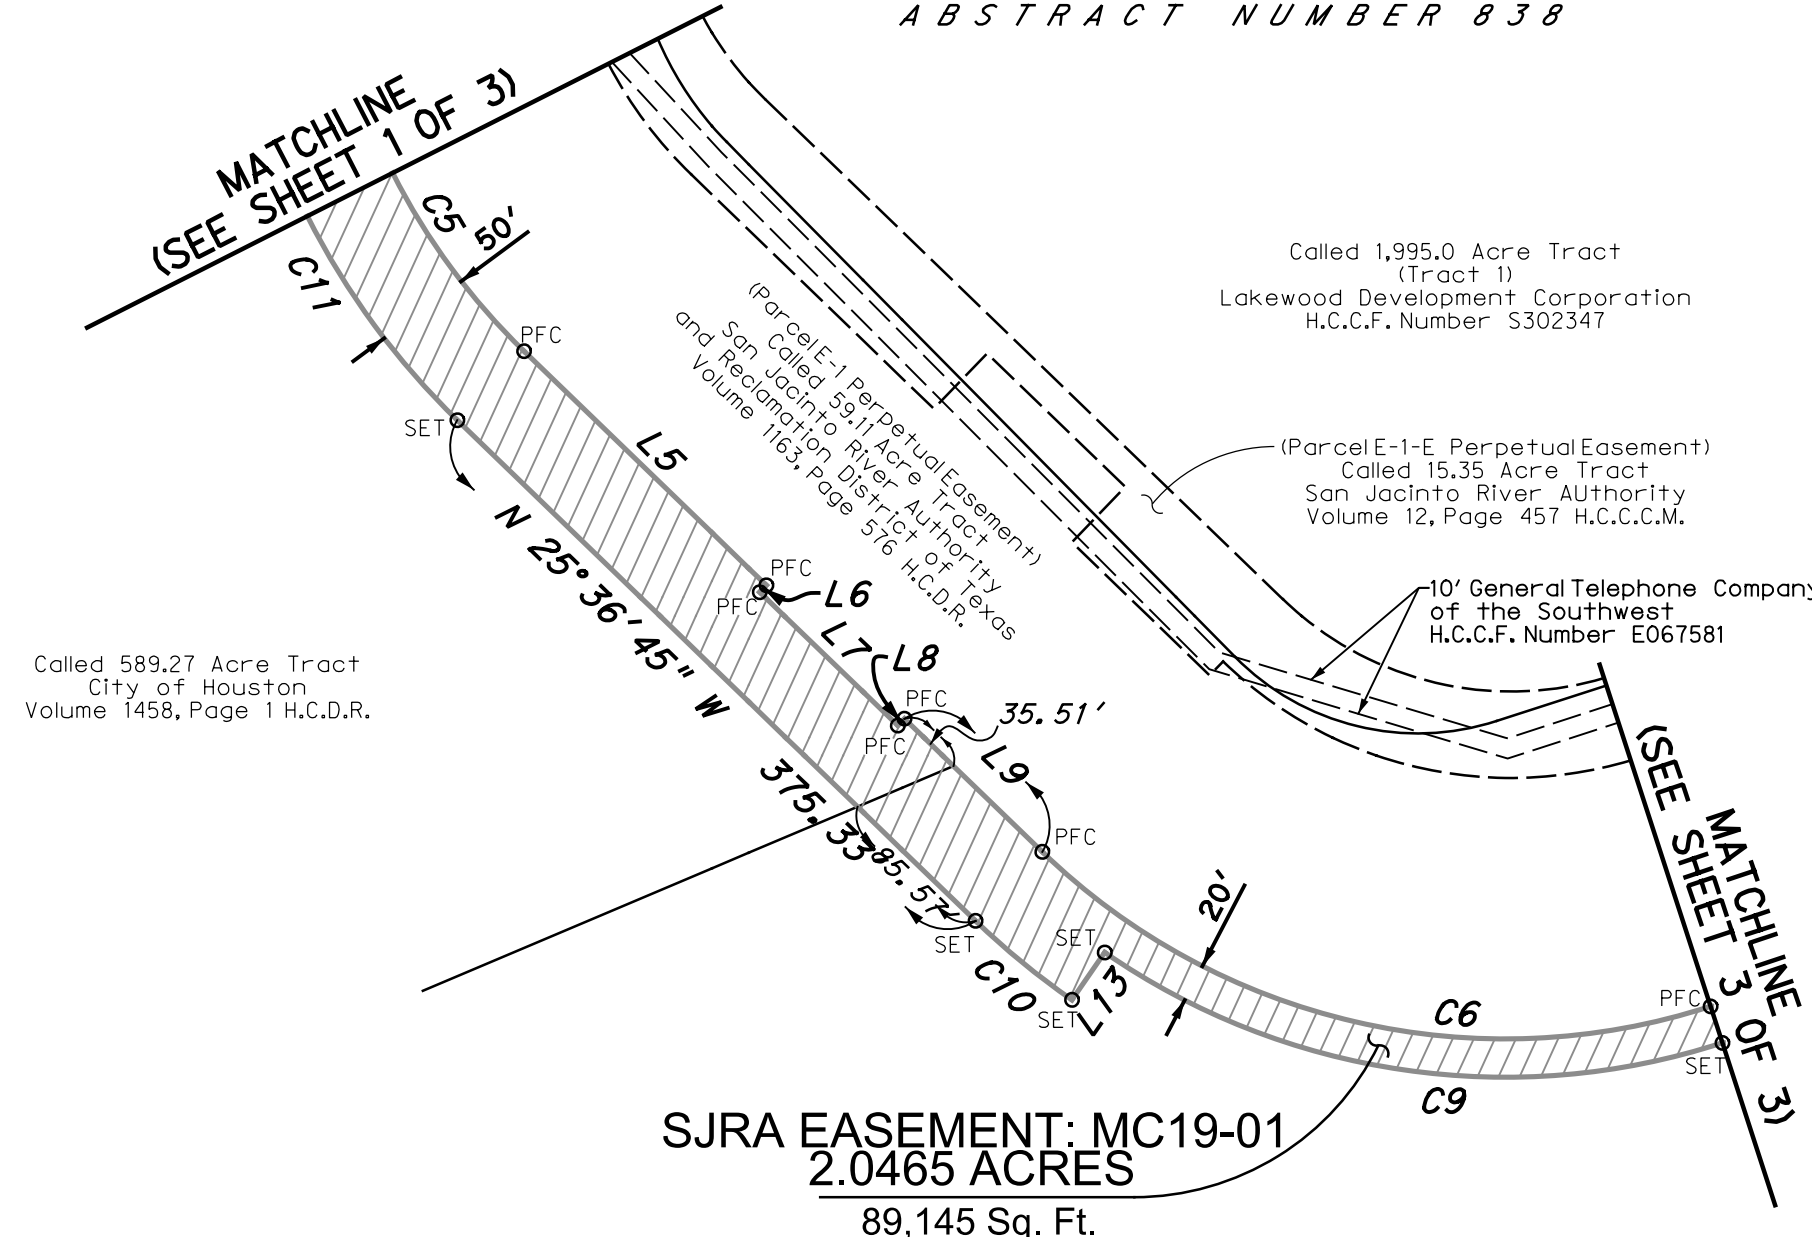 ABSTRACT NUMBER 838
MATCHLINE
(SEE SHEET 1 OF 3)
C5
50'
C11
PFC
SET
L5
N 25°36'45" W
375.33'
(Parcel E-1 Perpetual Easement)
Called 59.11 Acre Tract
San Jacinto River Authority
and Reclamation District of Texas
Volume 1163, Page 576 H.C.D.R.
Called 1,995.0 Acre Tract
(Tract 1)
Lakewood Development Corporation
H.C.C.F. Number S302347
(Parcel E-1-E Perpetual Easement)
Called 15.35 Acre Tract
San Jacinto River AUthority
Volume 12, Page 457 H.C.C.C.M.
10' General Telephone Company
of the Southwest
H.C.C.F. Number E067581
Called 589.27 Acre Tract
City of Houston
Volume 1458, Page 1 H.C.D.R.
PFC
PFC
L6
L7
L8
PFC
PFC
35.51'
L9
PFC
85.57'
SET
C10
SET
SET
L13
20'
C6
C9
PFC
SET
MATCHLINE
(SEE SHEET 3 OF 3)
SJRA EASEMENT: MC19-01
2.0465 ACRES
89,145 Sq. Ft.